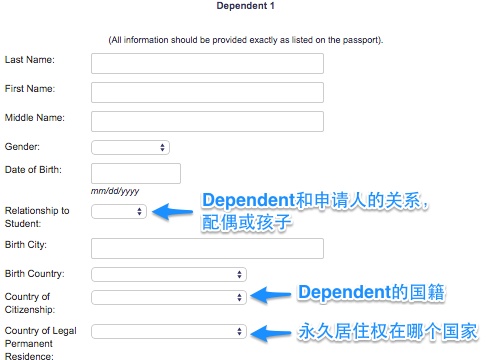 Dependent 1
(All information should be provided exactly as listed on the passport).
Last Name:
First Name:
Middle Name:
Gender:
Date of Birth:
mm/dd/yyyy
Relationship to
Student:
Dependent和申请人的关系,
配偶或孩子
Birth City:
Birth Country:
Country of
Citizenship:
Dependent的国籍
Country of Legal
Permanent
Residence:
永久居住权在哪个国家